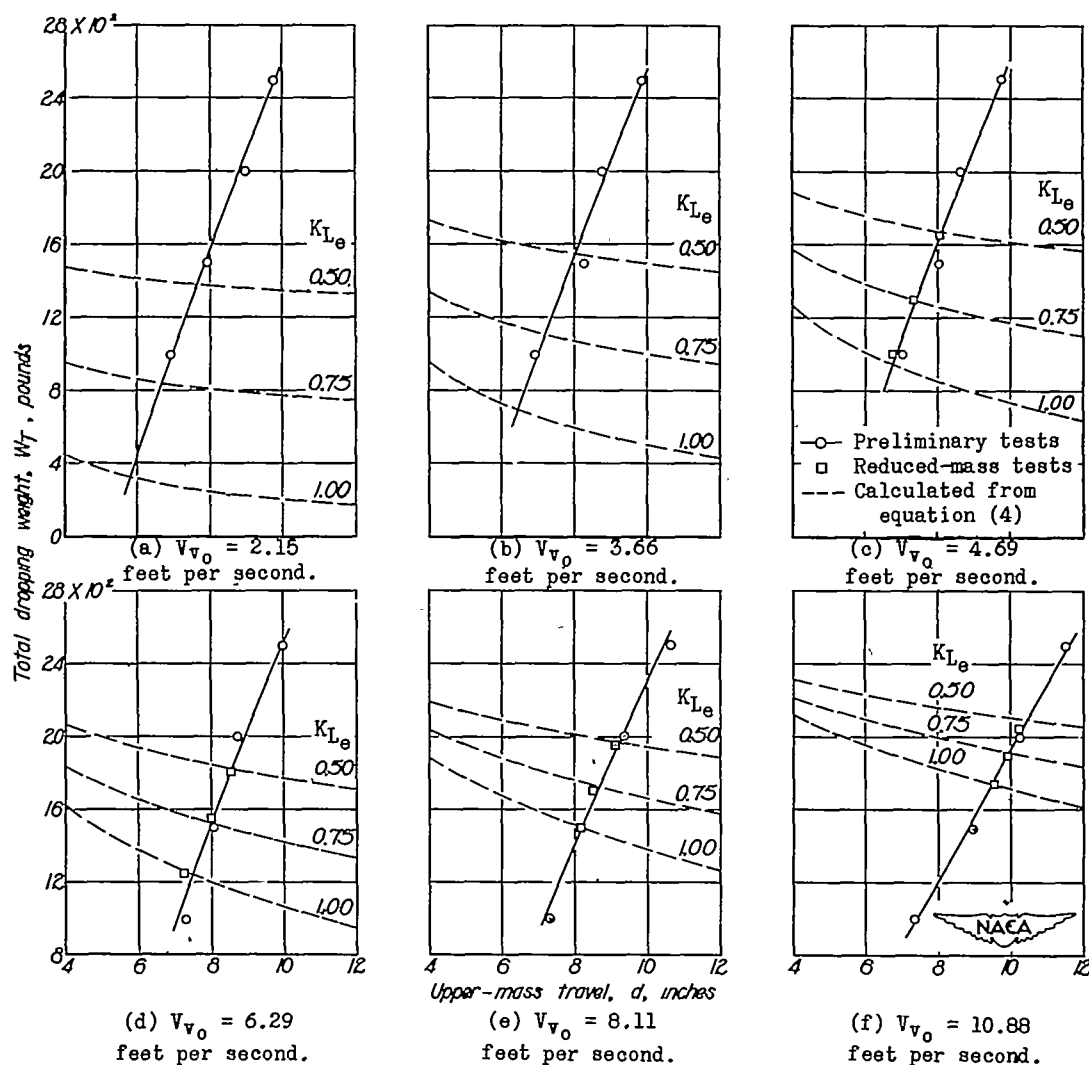 28 X 10²
24
20
16
12
8
4
0
Total dropping weight, W_T, pounds
K_Le
0.50
0.75
1.00
(a) V_v₀ = 2.15
feet per second.
K_Le
0.50
0.75
1.00
(b) V_v₀ = 3.66
feet per second.
K_Le
0.50
0.75
1.00
Preliminary tests
Reduced-mass tests
Calculated from
equation (4)
(c) V_v₀ = 4.69
feet per second.
28 X 10²
24
20
16
12
8
K_Le
0.50
0.75
1.00
4 6 8 10 12
K_Le
0.50
0.75
1.00
4 6 8 10 12
K_Le
0.50
0.75
1.00
NACA
4 6 8 10 12
Upper-mass travel, d, inches
(d) V_v₀ = 6.29
feet per second.
(e) V_v₀ = 8.11
feet per second.
(f) V_v₀ = 10.88
feet per second.